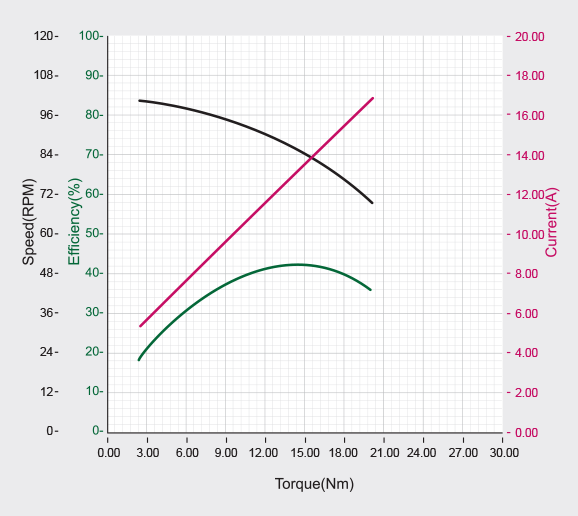 120- 100- - 20.00
108- 90- - 18.00
96- 80- - 16.00
84- 70- - 14.00
72- 60- - 12.00
60- 50- - 10.00
48- 40- - 8.00
36- 30- - 6.00
24- 20- - 4.00
12- 10- - 2.00
0- 0- - 0.00
Speed(RPM)
Efficiency(%)
Current(A)
0.00 3.00 6.00 9.00 12.00 15.00 18.00 21.00 24.00 27.00 30.00
Torque(Nm)